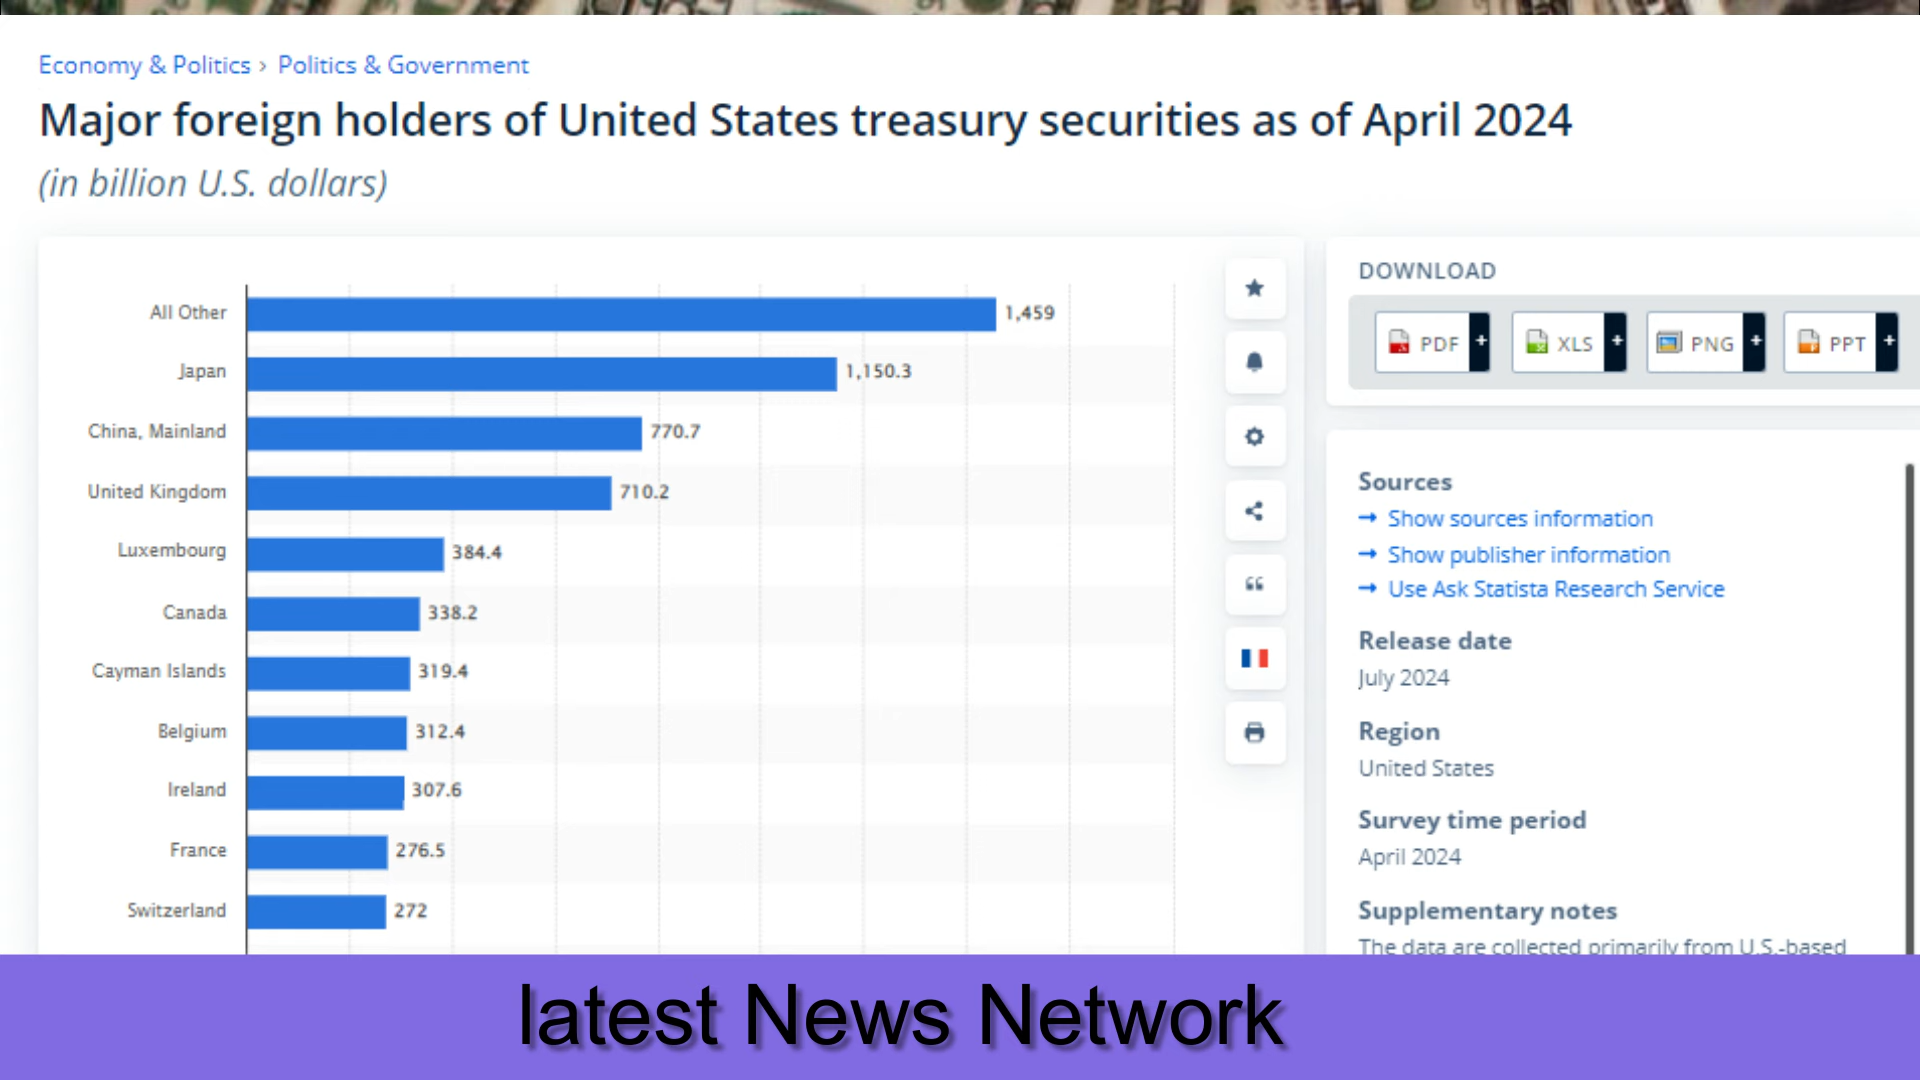 Economy & Politics › Politics & Government
Major foreign holders of United States treasury securities as of April 2024
(in billion U.S. dollars)
All Other 1,459
Japan 1,150.3
China, Mainland 770.7
United Kingdom 710.2
Luxembourg 384.4
Canada 338.2
Cayman Islands 319.4
Belgium 312.4
Ireland 307.6
France 276.5
Switzerland 272
DOWNLOAD
PDF + XLS + PNG + PPT +
Sources
→ Show sources information
→ Show publisher information
→ Use Ask Statista Research Service
Release date
July 2024
Region
United States
Survey time period
April 2024
Supplementary notes
The data are collected primarily from U.S.-based
latest News Network